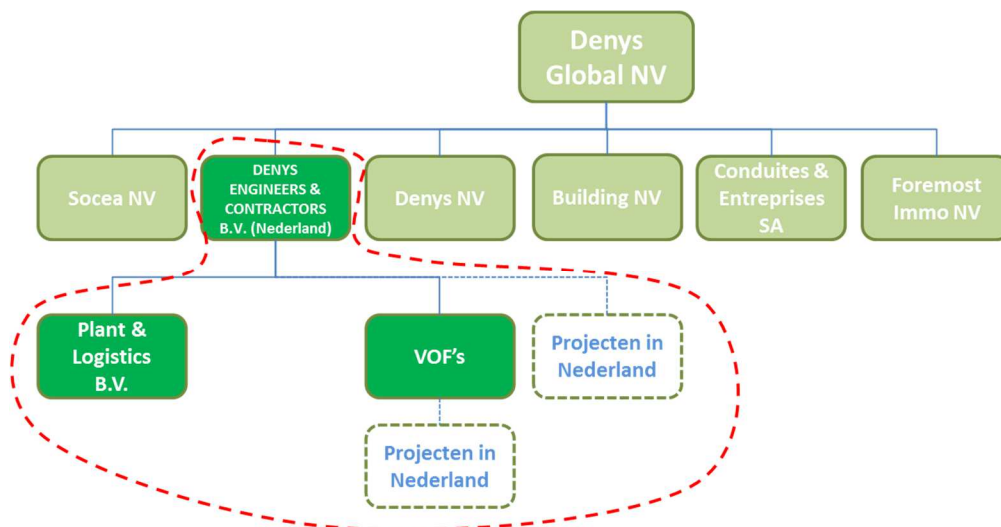 Denys
Global NV
Socea NV
DENYS
ENGINEERS &
CONTRACTORS
B.V. (Nederland)
Denys NV
Building NV
Conduites &
Entreprises
SA
Foremost
Immo NV
Plant &
Logistics
B.V.
VOF's
Projecten in
Nederland
Projecten in
Nederland